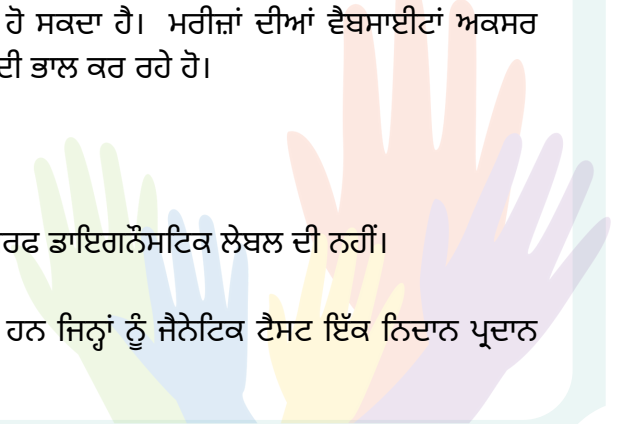 ਹੋ ਸਕਦਾ ਹੈ। ਮਰੀਜ਼ਾਂ ਦੀਆਂ ਵੈਬਸਾਈਟਾਂ ਅਕਸਰ
ਦੀ ਭਾਲ ਕਰ ਰਹੇ ਹੋ।
ਰਫ ਡਾਇਗਨੌਸਟਿਕ ਲੇਬਲ ਦੀ ਨਹੀਂ।
ਹਨ ਜਿਨ੍ਹਾਂ ਨੂੰ ਜੈਨੇਟਿਕ ਟੈਸਟ ਇੱਕ ਨਿਦਾਨ ਪ੍ਰਦਾਨ